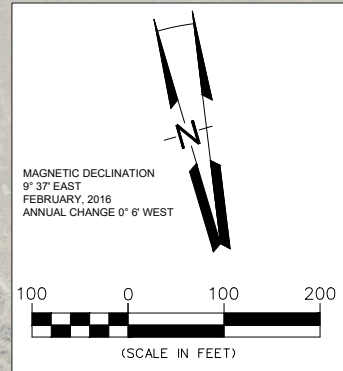 N
MAGNETIC DECLINATION
9° 37' EAST
FEBRUARY, 2016
ANNUAL CHANGE 0° 6' WEST
100 0 100 200
(SCALE IN FEET)